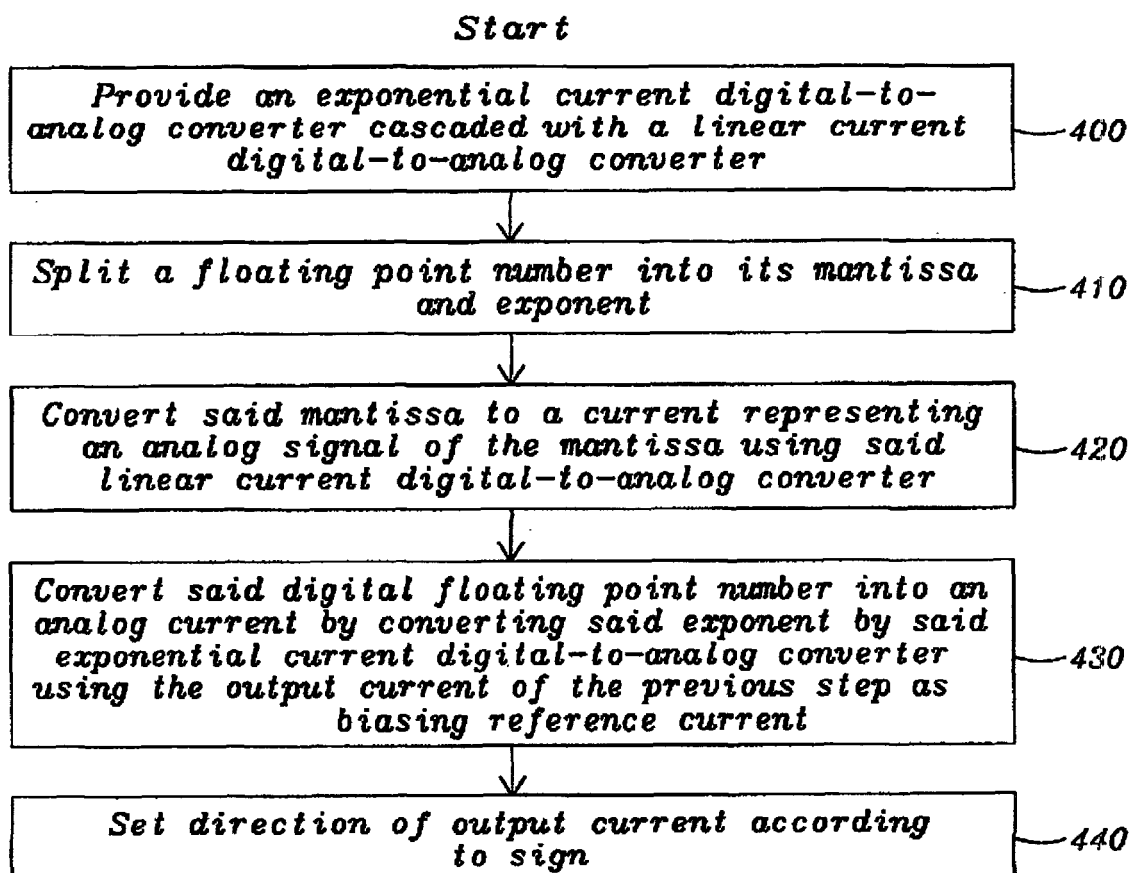 Start
Provide an exponential current digital-to-
analog converter cascaded with a linear current
digital-to-analog converter
400
Split a floating point number into its mantissa
and exponent
410
Convert said mantissa to a current representing
an analog signal of the mantissa using said
linear current digital-to-analog converter
420
Convert said digital floating point number into an
analog current by converting said exponent by said
exponential current digital-to-analog converter
using the output current of the previous step as
biasing reference current
430
Set direction of output current according
to sign
440